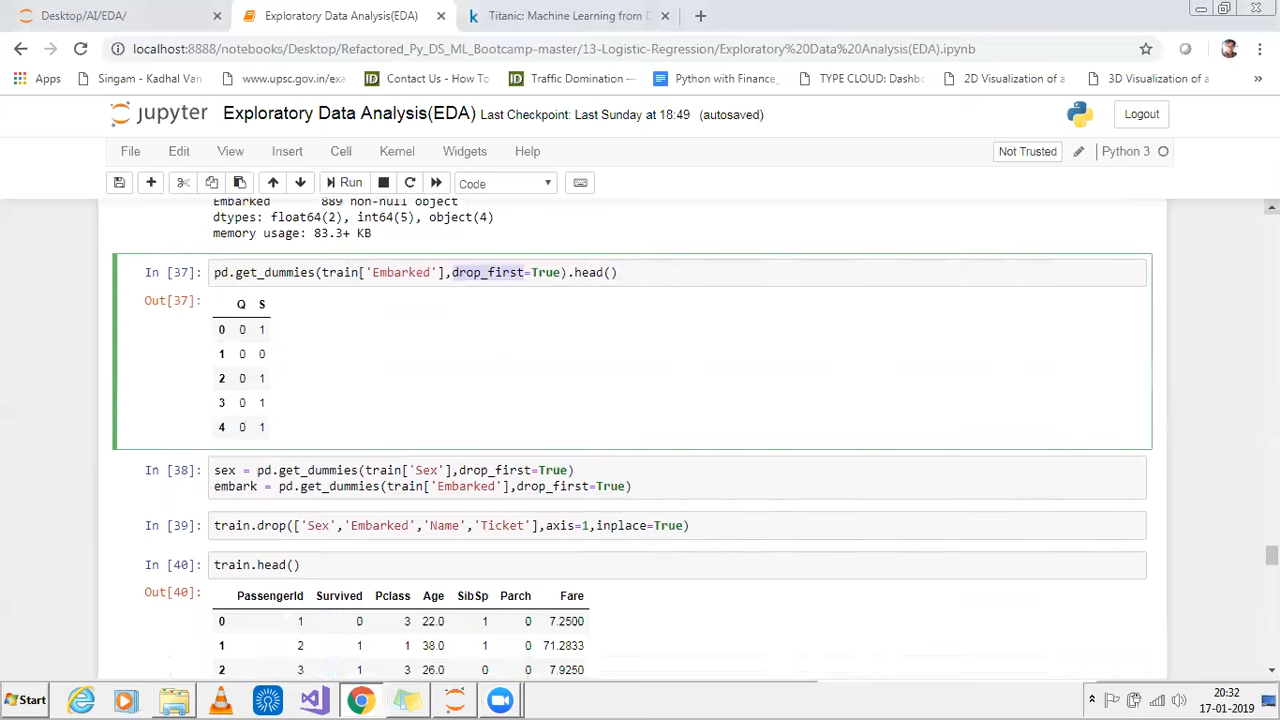 Desktop/AI/EDA/
Exploratory Data Analysis(EDA)
Titanic: Machine Learning from D
localhost:8888/notebooks/Desktop/Refactored_Py_DS_ML_Bootcamp-master/13-Logistic-Regression/Exploratory%20Data%20Analysis(EDA).ipynb
Apps
Singam - Kadhal Van
www.upsc.gov.in/exa
Contact Us - How To
Traffic Domination –
Python with Finance
TYPE CLOUD: Dashb
2D Visualization of a
3D Visualization of a
»
jupyter Exploratory Data Analysis(EDA) Last Checkpoint: Last Sunday at 18:49 (autosaved)
Logout
File Edit View Insert Cell Kernel Widgets Help
Not Trusted
Python 3
Run
Code
Embarked 889 non-null object
dtypes: float64(2), int64(5), object(4)
memory usage: 83.3+ KB
In [37]: pd.get_dummies(train['Embarked'],drop_first=True).head()
Out[37]:
Q S
0 0 1
1 0 0
2 0 1
3 0 1
4 0 1
In [38]: sex = pd.get_dummies(train['Sex'],drop_first=True)
embark = pd.get_dummies(train['Embarked'],drop_first=True)
In [39]: train.drop(['Sex','Embarked','Name','Ticket'],axis=1,inplace=True)
In [40]: train.head()
Out[40]:
PassengerId Survived Pclass Age SibSp Parch Fare
0 1 0 3 22.0 1 0 7.2500
1 2 1 1 38.0 1 0 71.2833
2 3 1 3 26.0 0 0 7.9250
Start
20:32
17-01-2019